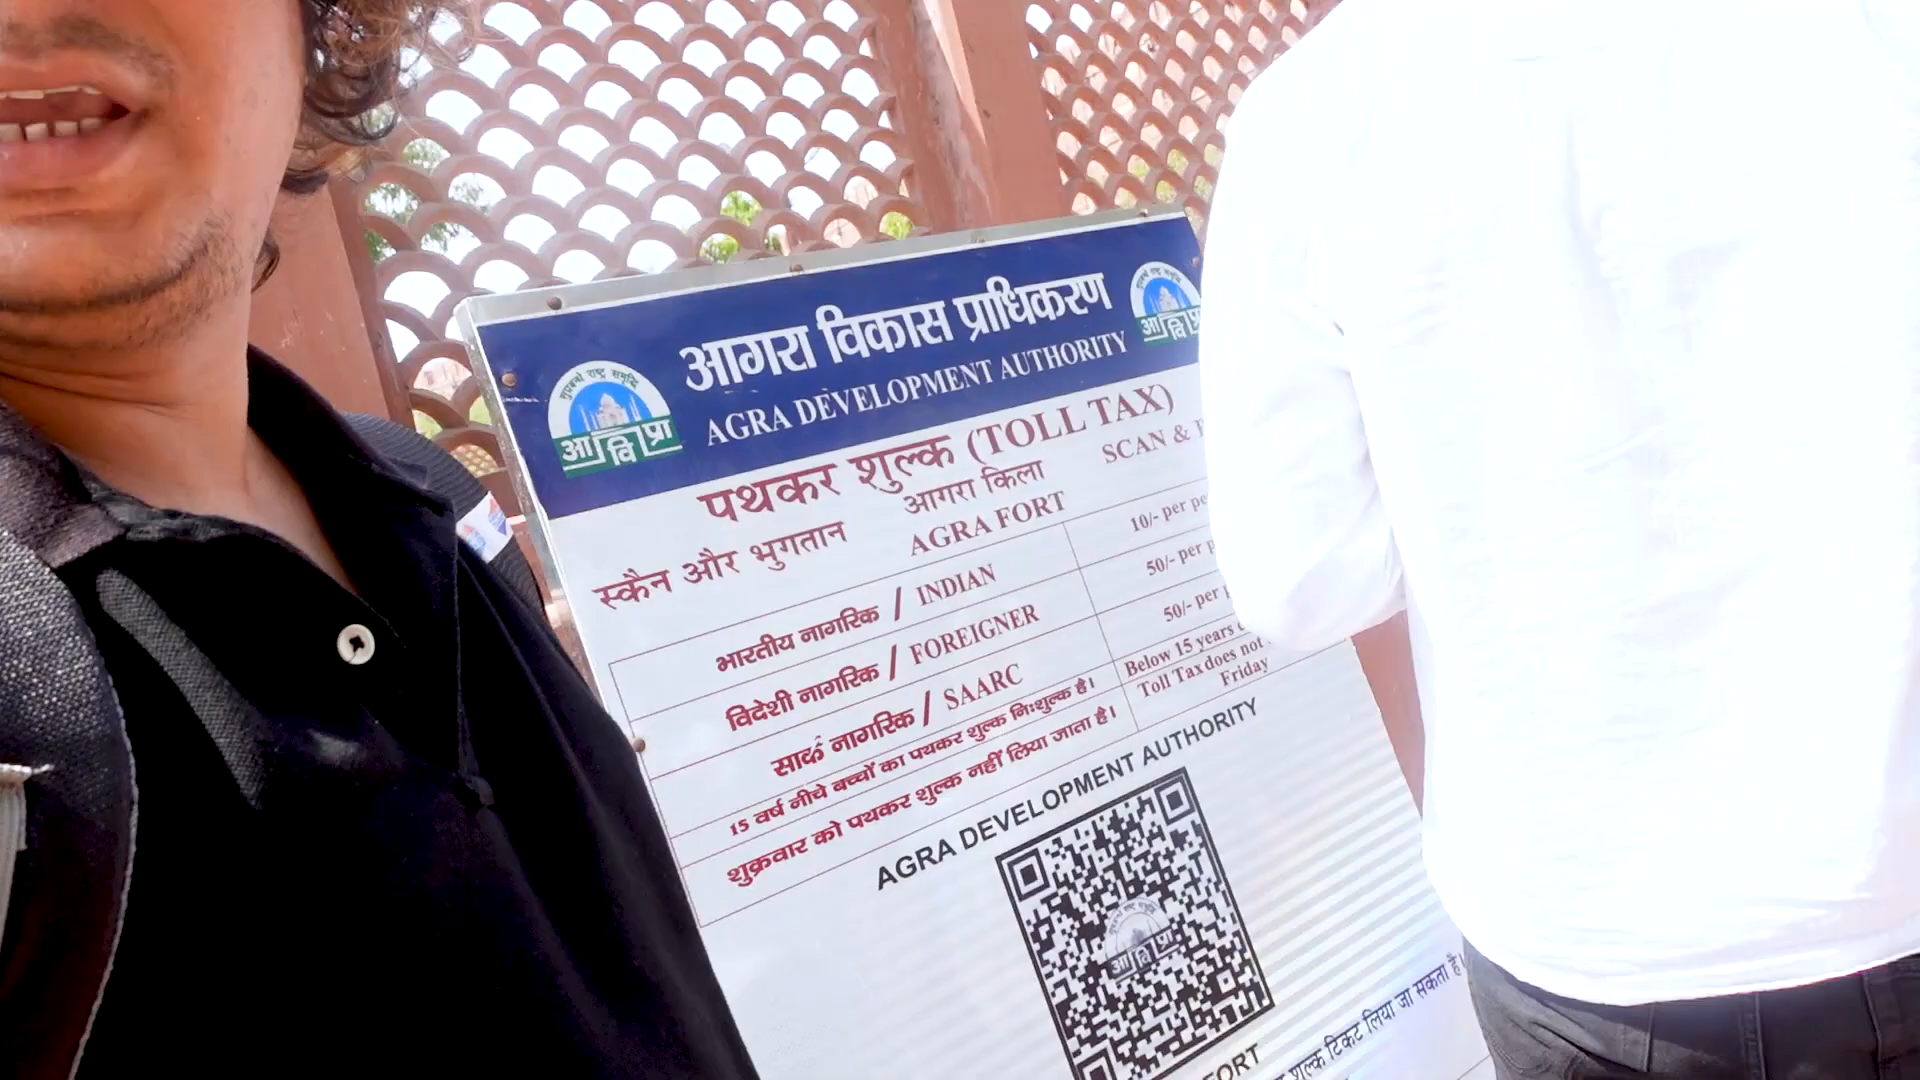 आगरा विकास प्राधिकरण
AGRA DEVELOPMENT AUTHORITY
आ वि प्रा
आ वि
पथकर शुल्क (TOLL TAX)
आगरा किला
स्कैन और भुगतान
AGRA FORT
SCAN &
भारतीय नागरिक / INDIAN
10/- per
विदेशी नागरिक / FOREIGNER
50/- per
सार्क नागरिक / SAARC
50/- per
15 वर्ष नीचे बच्चों का पथकर शुल्क निःशुल्क है।
Below 15 years
शुक्रवार को पथकर शुल्क नहीं लिया जाता है।
Toll Tax does not
Friday
AGRA DEVELOPMENT AUTHORITY
आ वि प्रा
FORT
शुल्क टिकट लिया जा सकता है।